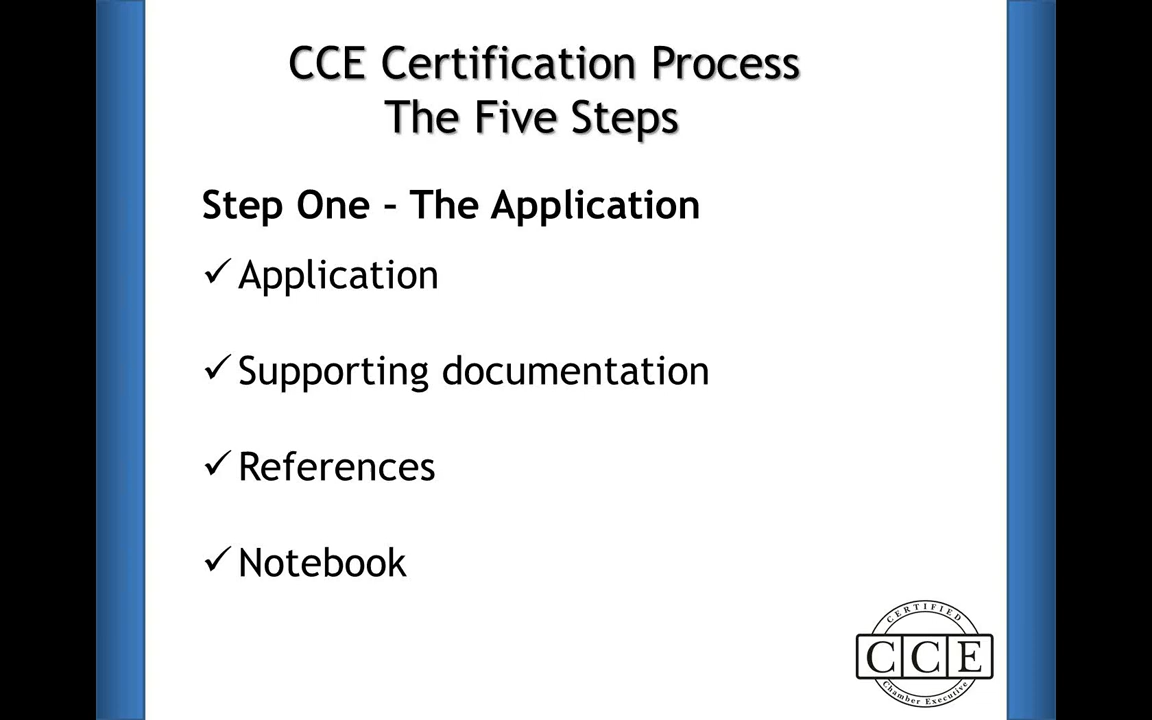 CCE Certification Process
The Five Steps
Step One – The Application
✓ Application
✓ Supporting documentation
✓ References
✓ Notebook
CERTIFIED
CCE
Chamber Executive